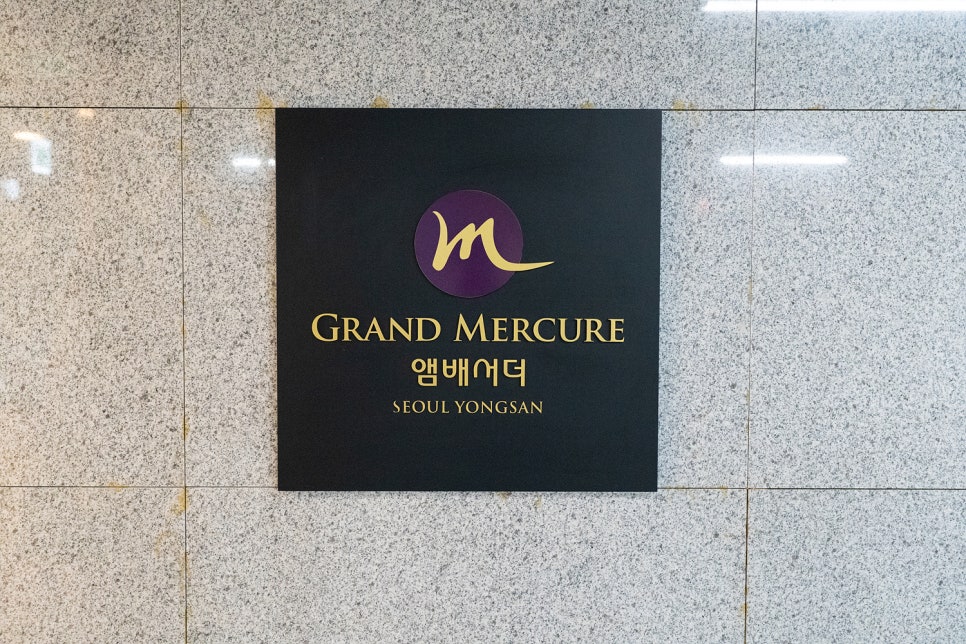 m
GRAND MERCURE
앰배서더
SEOUL YONGSAN